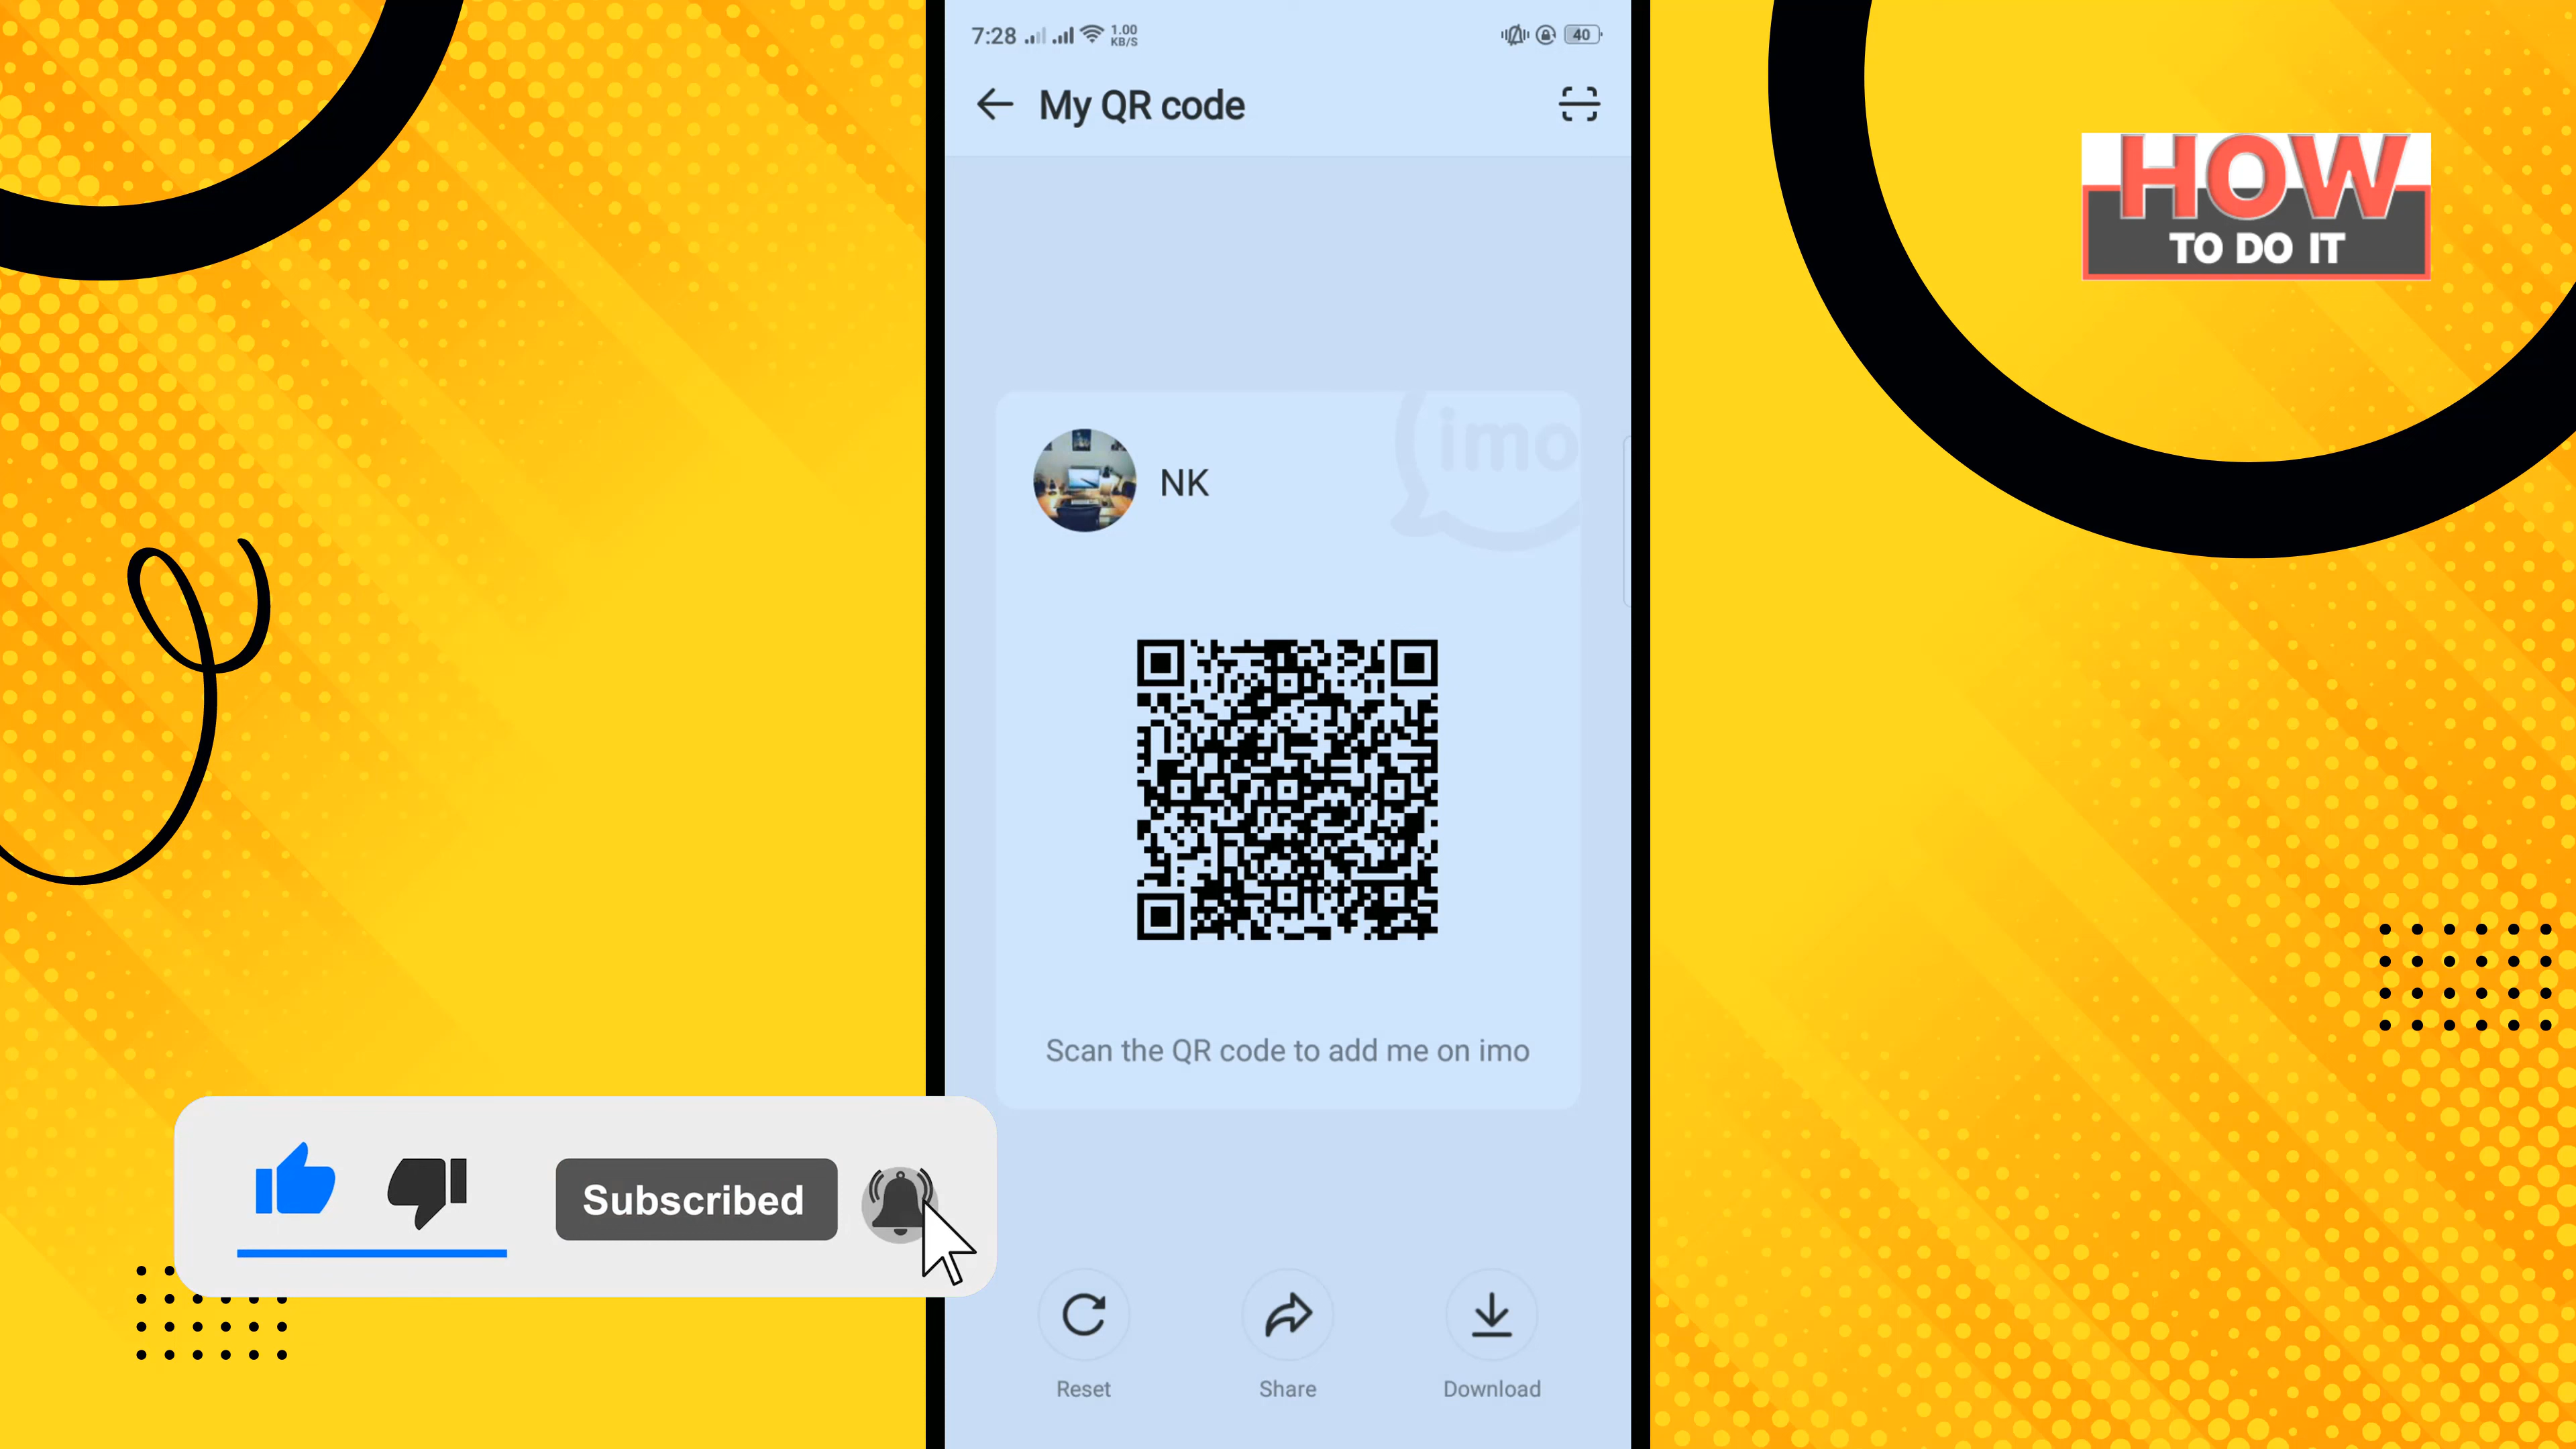 7:28
1.00
KB/S
40
My QR code
HOW
TO DO IT
imo
NK
Scan the QR code to add me on imo
Subscribed
Reset
Share
Download